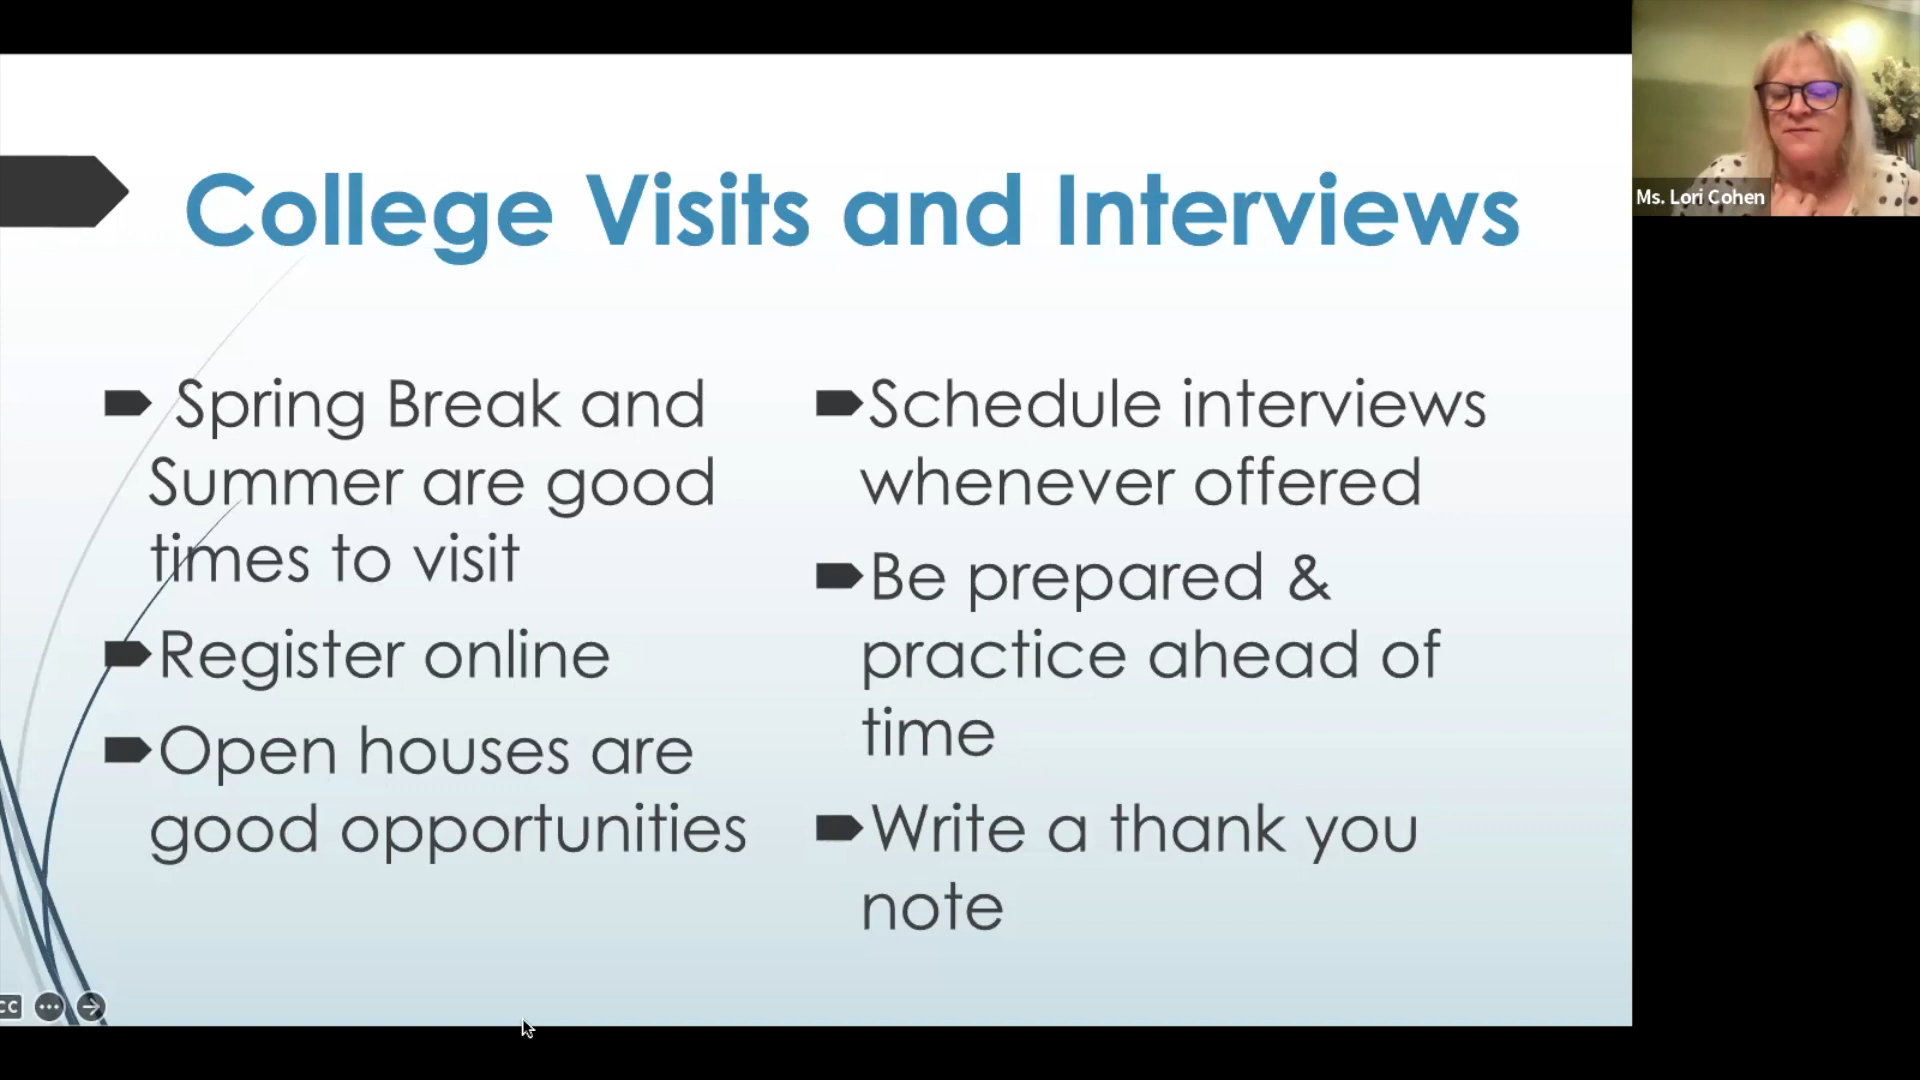 College Visits and Interviews
Spring Break and
Summer are good
times to visit
Register online
Open houses are
good opportunities
Schedule interviews
whenever offered
Be prepared &
practice ahead of
time
Write a thank you
note
Ms. Lori Cohen
CC